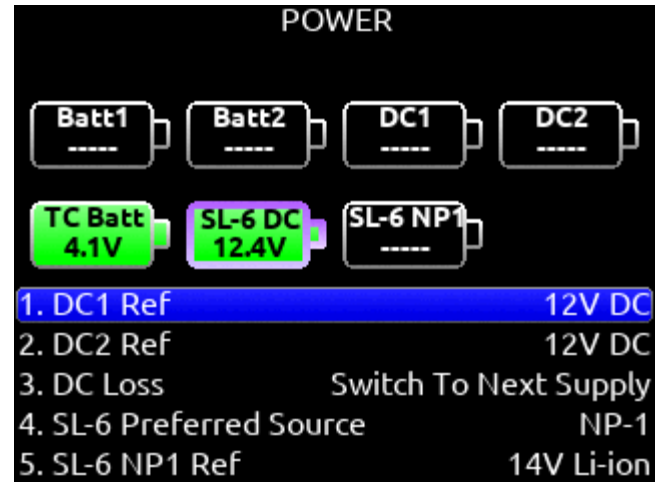 POWER
Batt1 Batt2 DC1 DC2
----- ----- ----- -----
TC Batt SL-6 DC SL-6 NP1
4.1V 12.4V -----
1. DC1 Ref 12V DC
2. DC2 Ref 12V DC
3. DC Loss Switch To Next Supply
4. SL-6 Preferred Source NP-1
5. SL-6 NP1 Ref 14V Li-ion